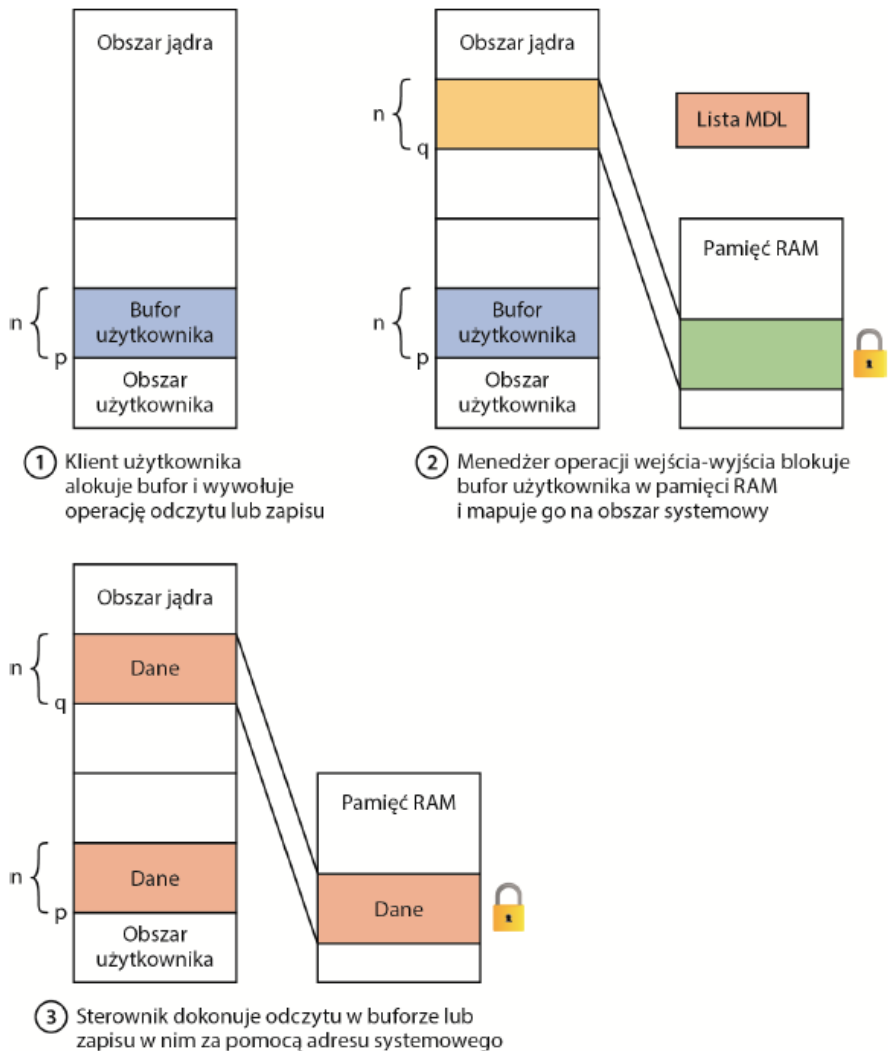 Obszar jądra
n
Bufor
użytkownika
p
Obszar
użytkownika
1 Klient użytkownika
alokuje bufor i wywołuje
operację odczytu lub zapisu
Obszar jądra
n
q
Lista MDL
Pamięć RAM
n
Bufor
użytkownika
p
Obszar
użytkownika
2 Menedżer operacji wejścia-wyjścia blokuje
bufor użytkownika w pamięci RAM
i mapuje go na obszar systemowy
Obszar jądra
n
Dane
q
Pamięć RAM
n
Dane
p
Dane
Obszar
użytkownika
3 Sterownik dokonuje odczytu w buforze lub
zapisu w nim za pomocą adresu systemowego